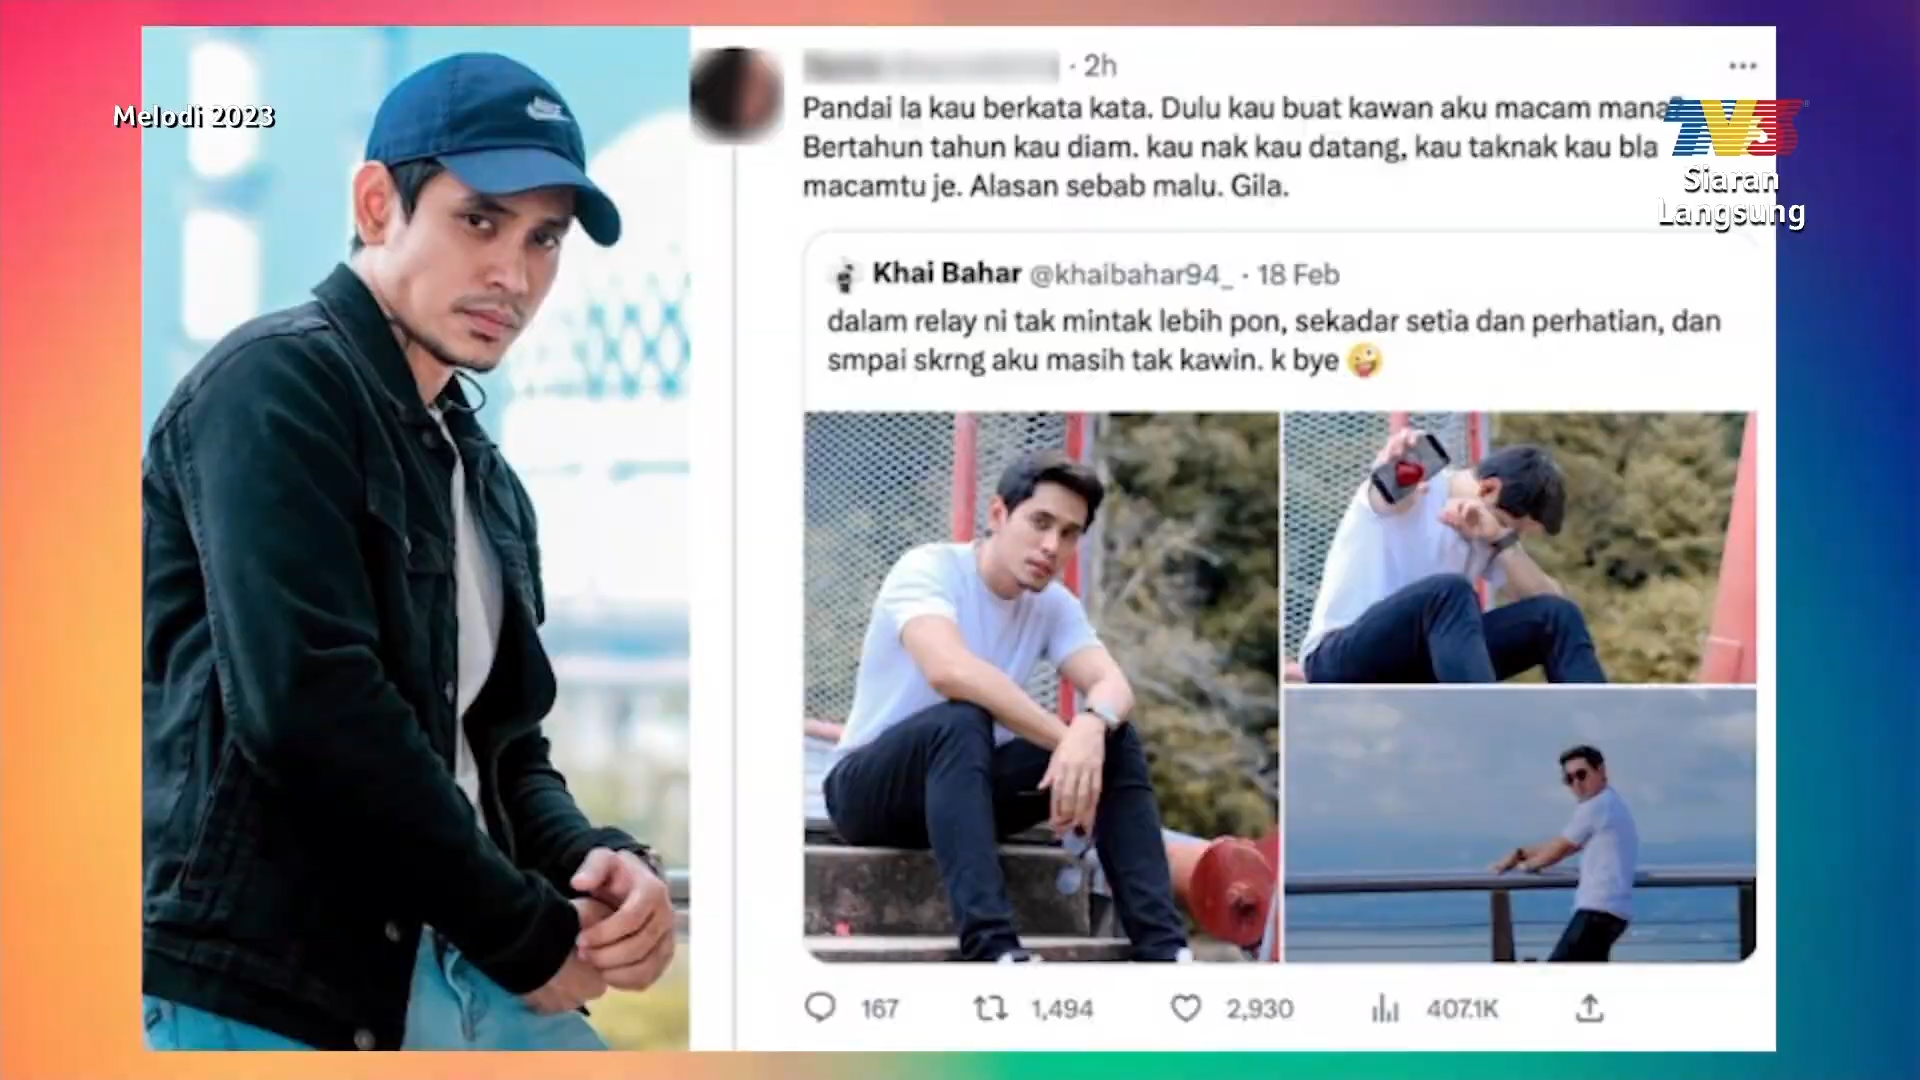 Melodi 2023
TV3
Siaran
Langsung
· 2h
Pandai la kau berkata kata. Dulu kau buat kawan aku macam mana?
Bertahun tahun kau diam. kau nak kau datang, kau taknak kau bla
macamtu je. Alasan sebab malu. Gila.
Khai Bahar @khaibahar94_ · 18 Feb
dalam relay ni tak mintak lebih pon, sekadar setia dan perhatian, dan
smpai skrng aku masih tak kawin. k bye 🤪
167 1,494 2,930 407.1K